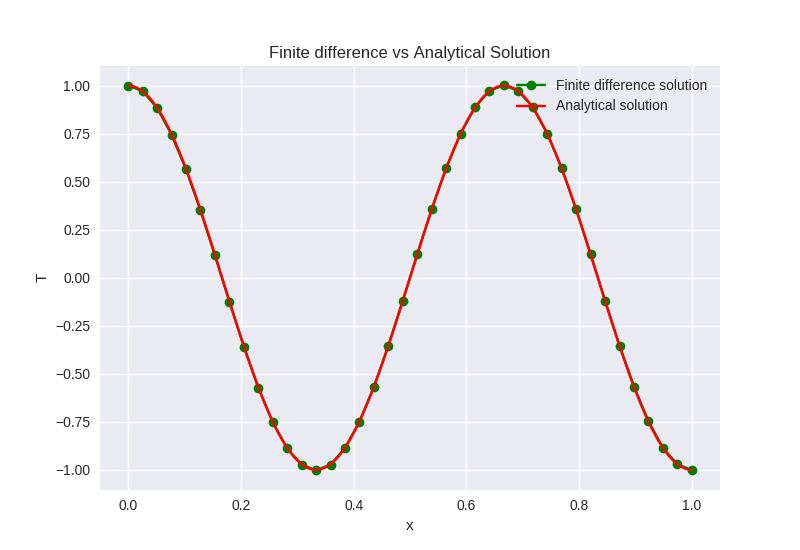 Finite difference vs Analytical Solution
Finite difference solution
Analytical solution
1.00
0.75
0.50
0.25
0.00
−0.25
−0.50
−0.75
−1.00
T
0.0 0.2 0.4 0.6 0.8 1.0
x